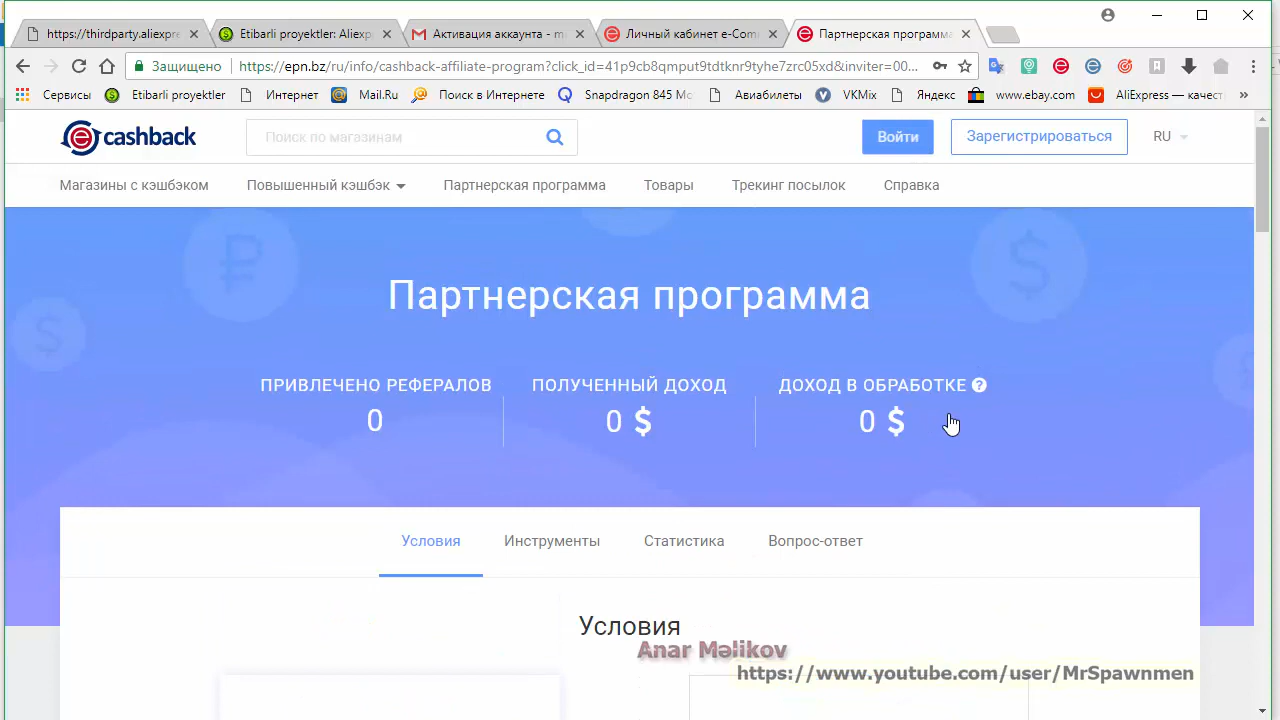 https://thirdparty.aliexpre
Etibarli proyektler: Aliexp
Активация аккаунта - m
Личный кабинет e-Com
Партнерская программа
Защищено
https://epn.bz/ru/info/cashback-affiliate-program?click_id=41p9cb8qmput9tdtknr9tyhe7zrc05xd&inviter=00...
Сервисы
Etibarli proyektler
Интернет
Mail.Ru
Поиск в Интернете
Snapdragon 845 Mo
Авиабилеты
VKMix
Яндекс
www.ebay.com
AliExpress — качест
»
cashback
Поиск по магазинам
Войти
Зарегистрироваться
RU
Магазины с кэшбэком
Повышенный кэшбэк
Партнерская программа
Товары
Трекинг посылок
Справка
Партнерская программа
ПРИВЛЕЧЕНО РЕФЕРАЛОВ
ПОЛУЧЕННЫЙ ДОХОД
ДОХОД В ОБРАБОТКЕ ?
0
0 $
0 $
Условия
Инструменты
Статистика
Вопрос-ответ
Условия
Anar Məlikov
https://www.youtube.com/user/MrSpawnmen